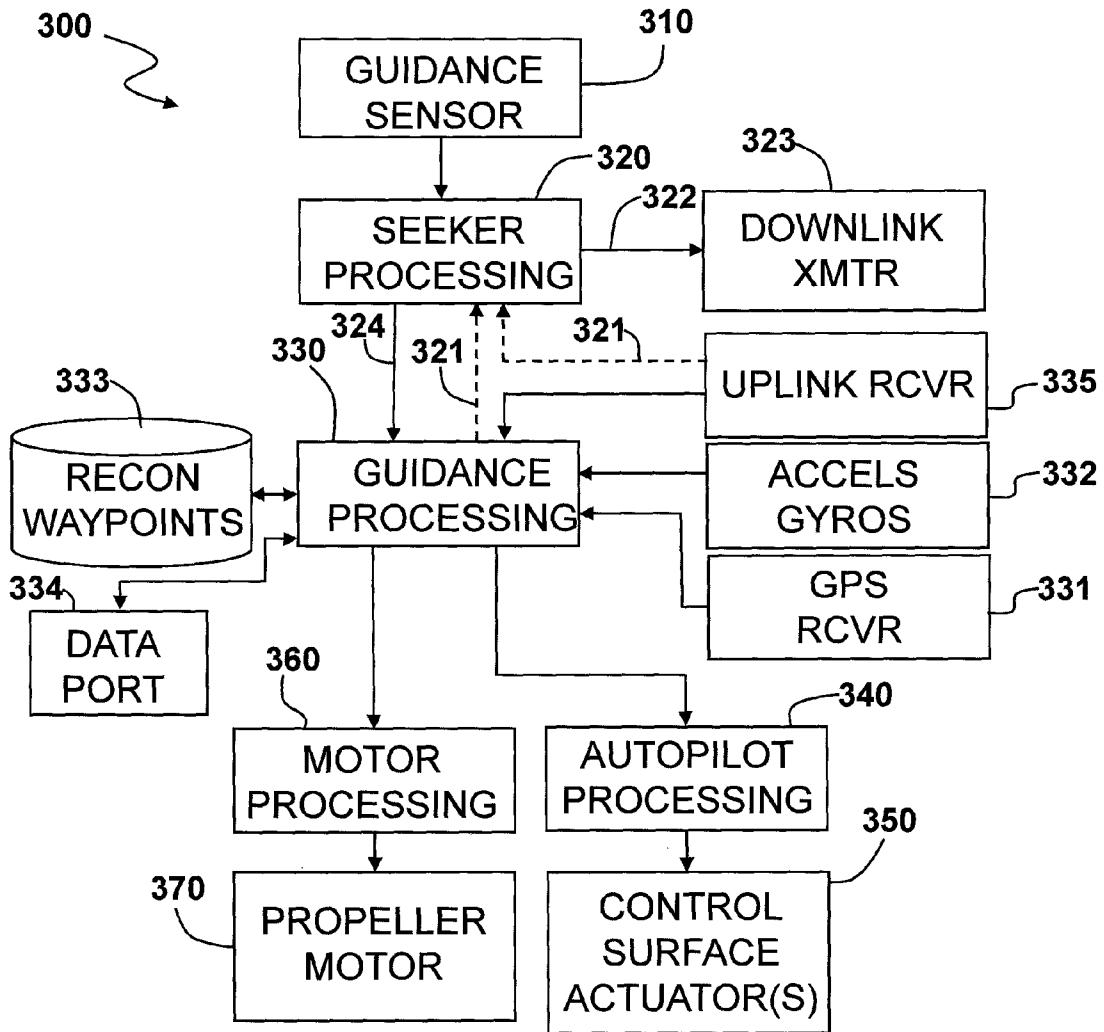 300
310
GUIDANCE
SENSOR
320
323
322
SEEKER
PROCESSING
DOWNLINK
XMTR
324
321
321
330
333
UPLINK RCVR
335
RECON
WAYPOINTS
GUIDANCE
PROCESSING
ACCELS
GYROS
332
334
DATA
PORT
GPS
RCVR
331
360
340
MOTOR
PROCESSING
AUTOPILOT
PROCESSING
350
370
PROPELLER
MOTOR
CONTROL
SURFACE
ACTUATOR(S)